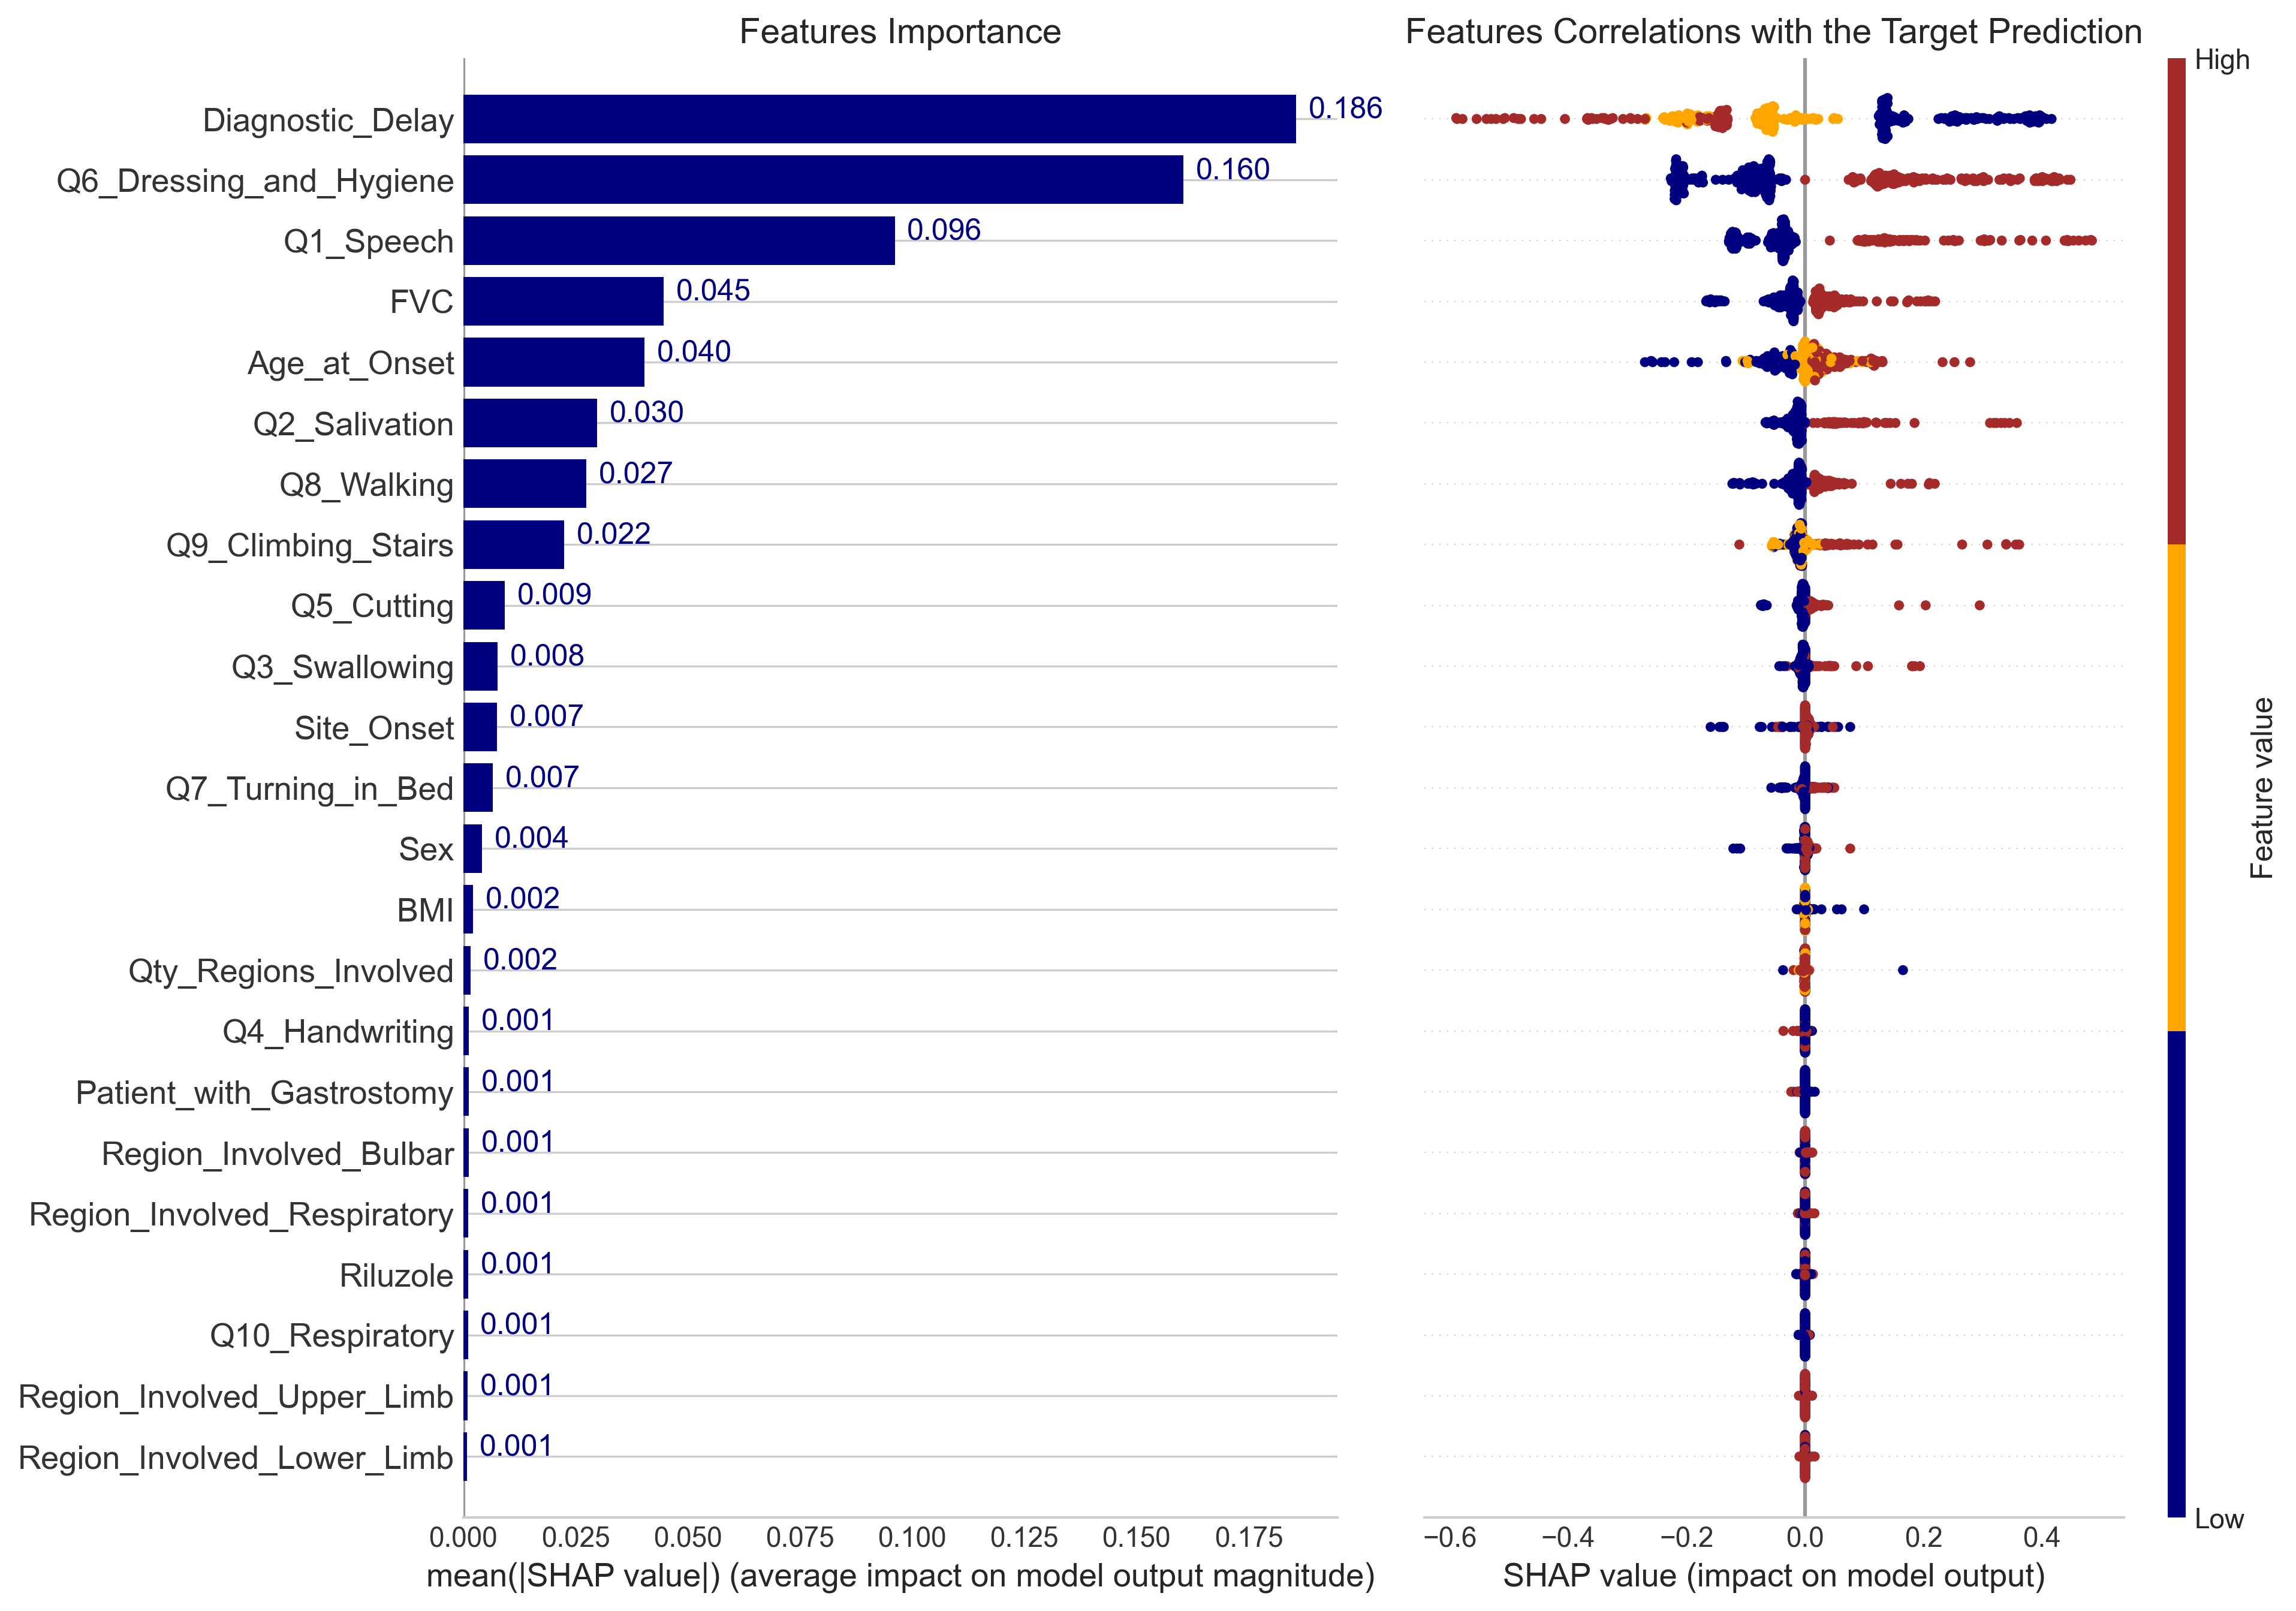 Features Importance
Diagnostic_Delay 0.186
Q6_Dressing_and_Hygiene 0.160
Q1_Speech 0.096
FVC 0.045
Age_at_Onset 0.040
Q2_Salivation 0.030
Q8_Walking 0.027
Q9_Climbing_Stairs 0.022
Q5_Cutting 0.009
Q3_Swallowing 0.008
Site_Onset 0.007
Q7_Turning_in_Bed 0.007
Sex 0.004
BMI 0.002
Qty_Regions_Involved 0.002
Q4_Handwriting 0.001
Patient_with_Gastrostomy 0.001
Region_Involved_Bulbar 0.001
Region_Involved_Respiratory 0.001
Riluzole 0.001
Q10_Respiratory 0.001
Region_Involved_Upper_Limb 0.001
Region_Involved_Lower_Limb 0.001
0.000 0.025 0.050 0.075 0.100 0.125 0.150 0.175
mean(|SHAP value|) (average impact on model output magnitude)
Features Correlations with the Target Prediction
−0.6 −0.4 −0.2 0.0 0.2 0.4
SHAP value (impact on model output)
High
Feature value
Low